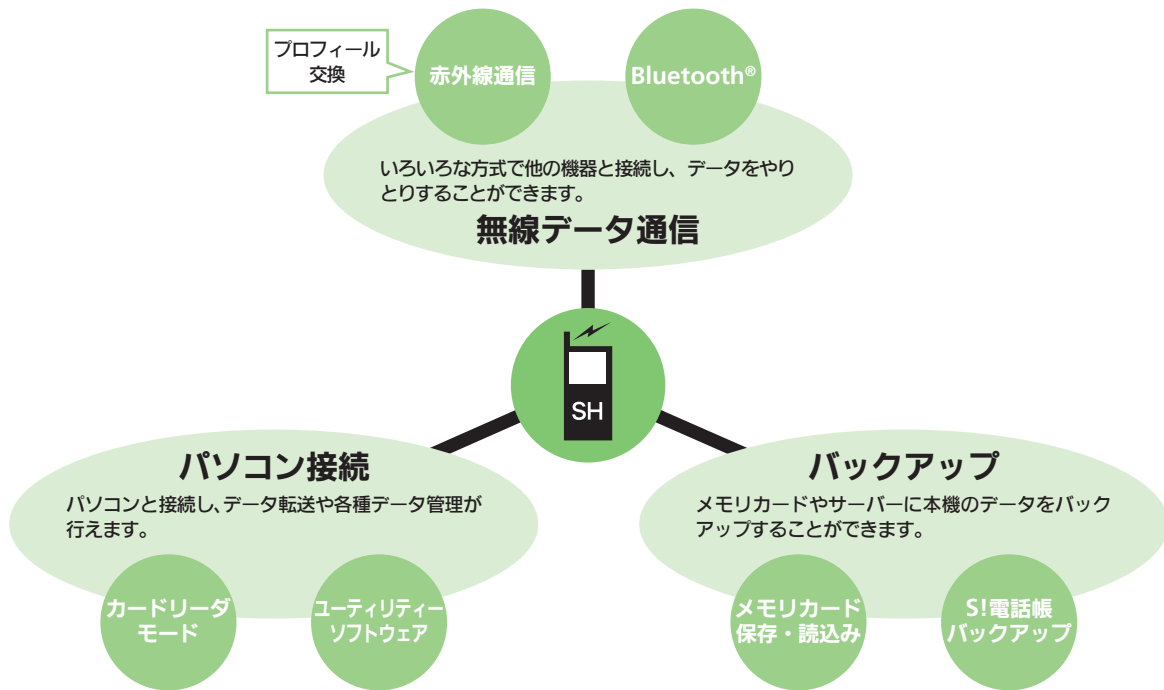 プロフィール
交換
赤外線通信
Bluetooth®
いろいろな方式で他の機器と接続し、データをやり
とりすることができます。
無線データ通信
SH
パソコン接続
パソコンと接続し、データ転送や各種データ管理が
行えます。
カードリーダ
モード
ユーティリティー
ソフトウェア
バックアップ
メモリカードやサーバーに本機のデータをバック
アップすることができます。
メモリカード
保存・読込み
S!電話帳
バックアップ